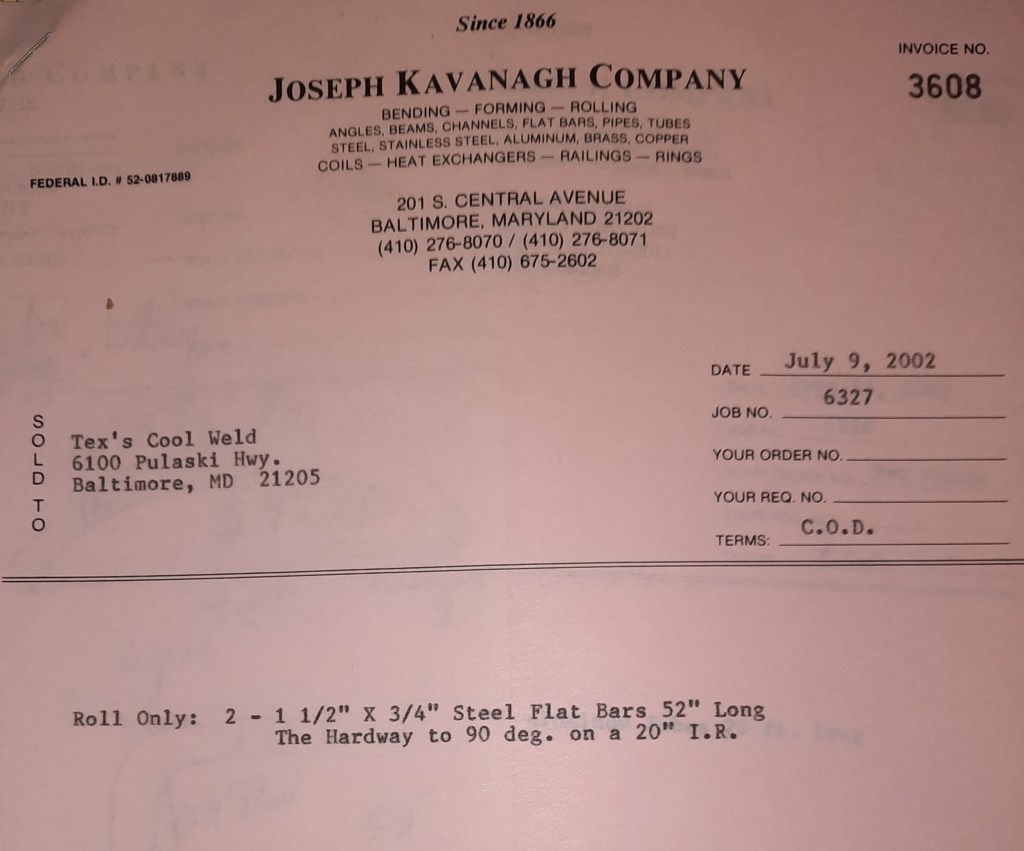 Since 1866
INVOICE NO.
3608
JOSEPH KAVANAGH COMPANY
BENDING — FORMING — ROLLING
ANGLES, BEAMS, CHANNELS, FLAT BARS, PIPES, TUBES
STEEL, STAINLESS STEEL, ALUMINUM, BRASS, COPPER
COILS — HEAT EXCHANGERS — RAILINGS — RINGS
FEDERAL I.D. # 52-0817889
201 S. CENTRAL AVENUE
BALTIMORE, MARYLAND 21202
(410) 276-8070 / (410) 276-8071
FAX (410) 675-2602
DATE July 9, 2002
JOB NO. 6327
YOUR ORDER NO.
YOUR REQ. NO.
TERMS: C.O.D.
SOLD TO
Tex's Cool Weld
6100 Pulaski Hwy.
Baltimore, MD 21205
Roll Only: 2 - 1 1/2" X 3/4" Steel Flat Bars 52" Long
The Hardway to 90 deg. on a 20" I.R.